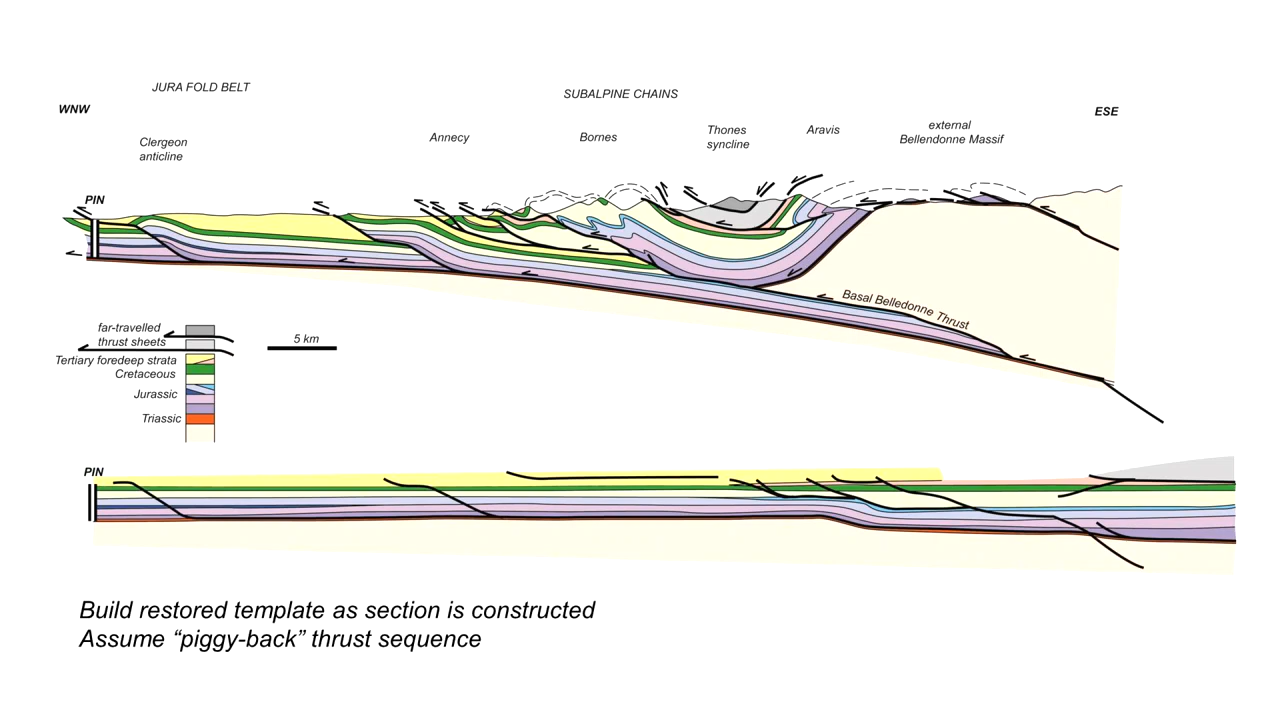 JURA FOLD BELT
SUBALPINE CHAINS
WNW
ESE
Clergeon
anticline
Annecy
Bornes
Thones
syncline
Aravis
external
Bellendonne Massif
PIN
Basal Belledonne Thrust
far-travelled
thrust sheets
Tertiary foredeep strata
Cretaceous
Jurassic
Triassic
5 km
PIN
Build restored template as section is constructed
Assume “piggy-back” thrust sequence